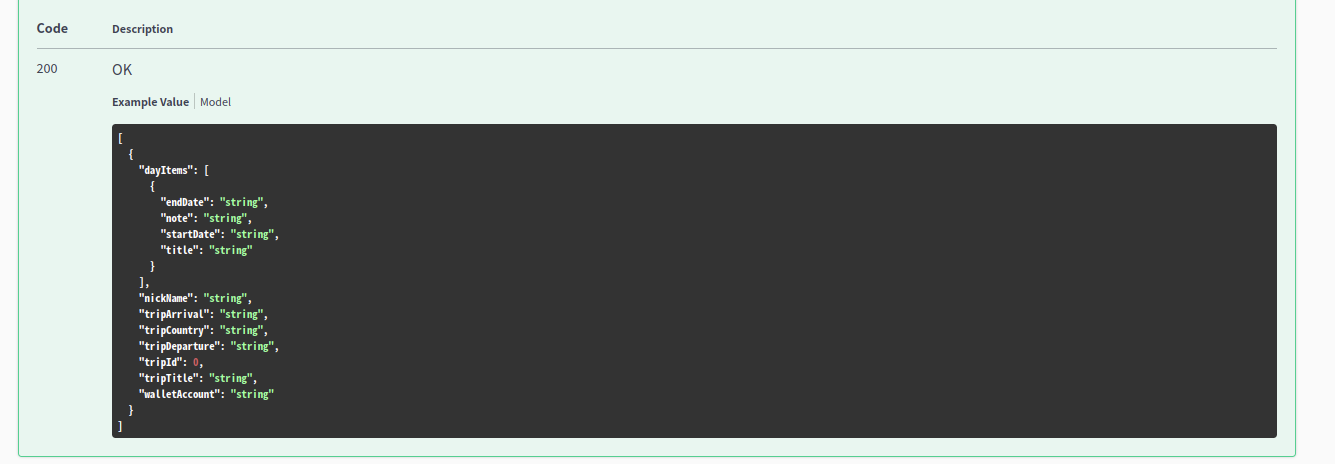 Code Description
200 OK
Example Value Model
[
{
"dayItems": [
{
"endDate": "string",
"note": "string",
"startDate": "string",
"title": "string"
}
],
"nickName": "string",
"tripArrival": "string",
"tripCountry": "string",
"tripDeparture": "string",
"tripId": 0,
"tripTitle": "string",
"walletAccount": "string"
}
]